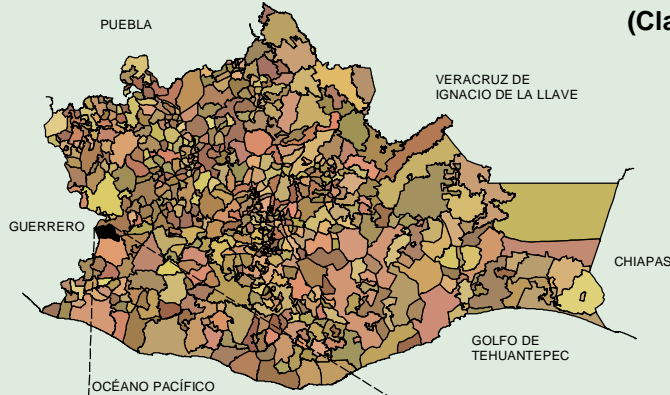 (Cla
PUEBLA
VERACRUZ DE
IGNACIO DE LA LLAVE
GUERRERO
CHIAPAS
GOLFO DE
TEHUANTEPEC
OCÉANO PACÍFICO